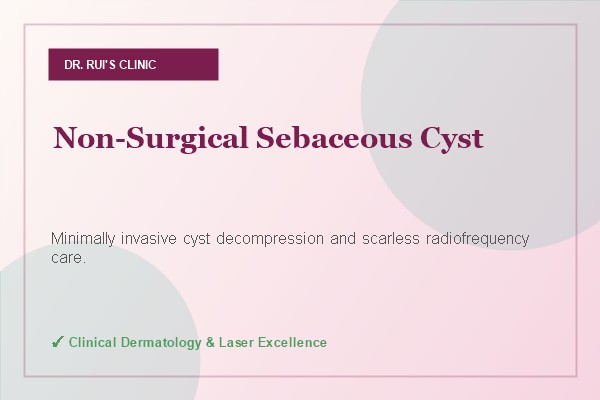 DR. RUI'S CLINIC
Non-Surgical Sebaceous Cyst
Minimally invasive cyst decompression and scarless radiofrequency
care.
✓ Clinical Dermatology & Laser Excellence